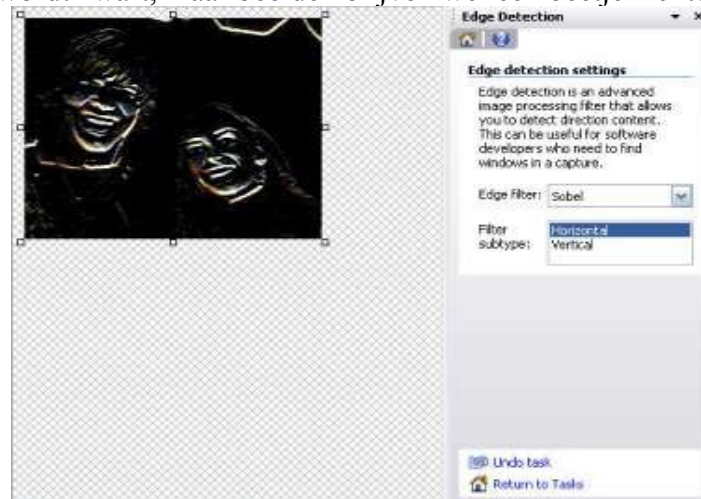 Edge Detection
Edge detection settings
Edge detection is an advanced
image processing filter that allows
you to detect direction content.
This can be useful for software
developers who need to find
windows in a capture.
Edge filter: Sobel
Filter
subtype:
Horizontal
Vertical
Undo task
Return to Tasks